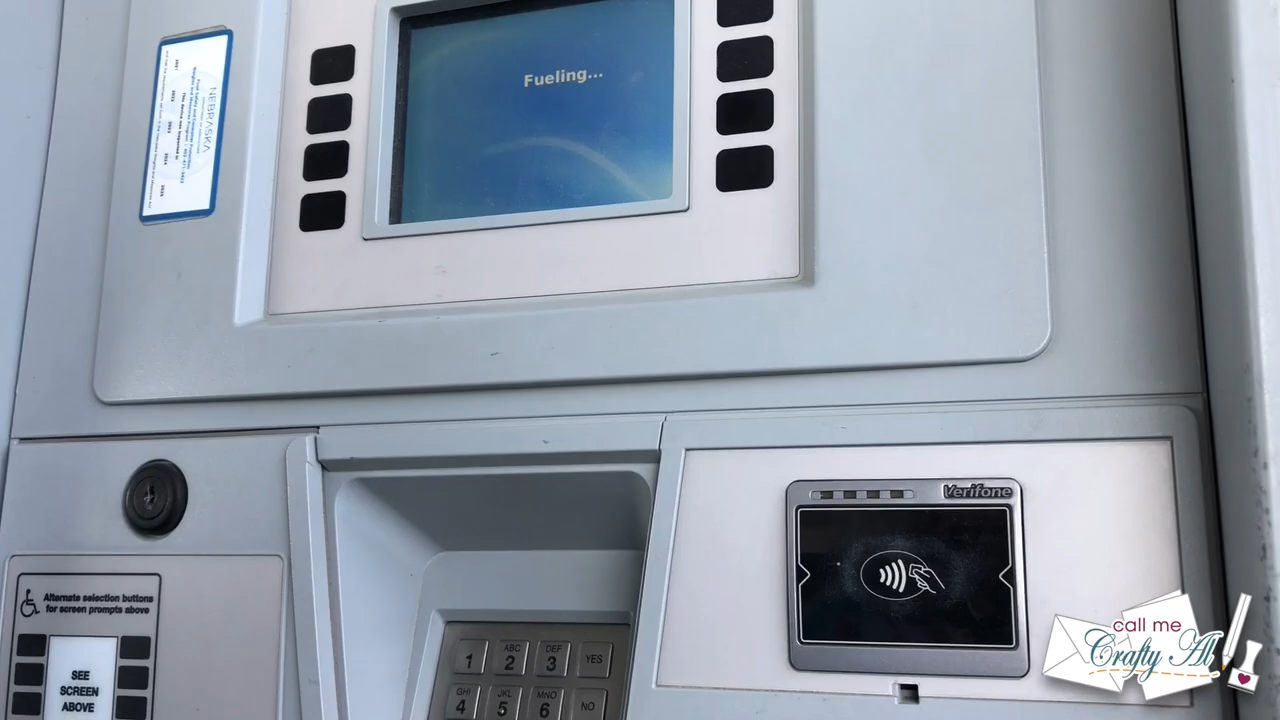 Fueling...
NEBRASKA
Verifone
Alternate selection buttons
for screen prompts above
SEE
SCREEN
ABOVE
1
ABC
2
DEF
3
YES
GHI
4
JKL
5
MNO
6
NO
call me
Crafty Al